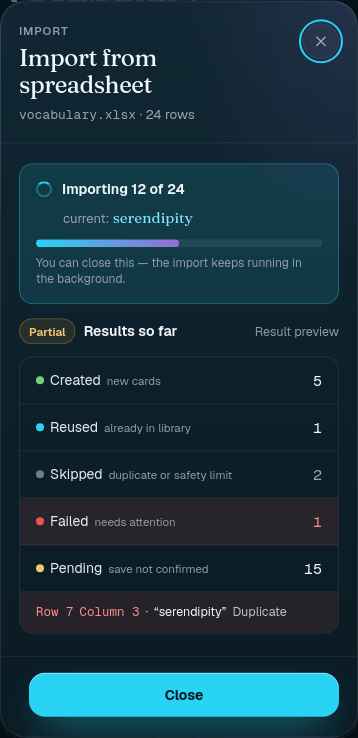 IMPORT
Import from
spreadsheet
vocabulary.xlsx · 24 rows
Importing 12 of 24
current: serendipity
You can close this — the import keeps running in
the background.
Partial Results so far Result preview
Created new cards 5
Reused already in library 1
Skipped duplicate or safety limit 2
Failed needs attention 1
Pending save not confirmed 15
Row 7 Column 3 · “serendipity” Duplicate
Close